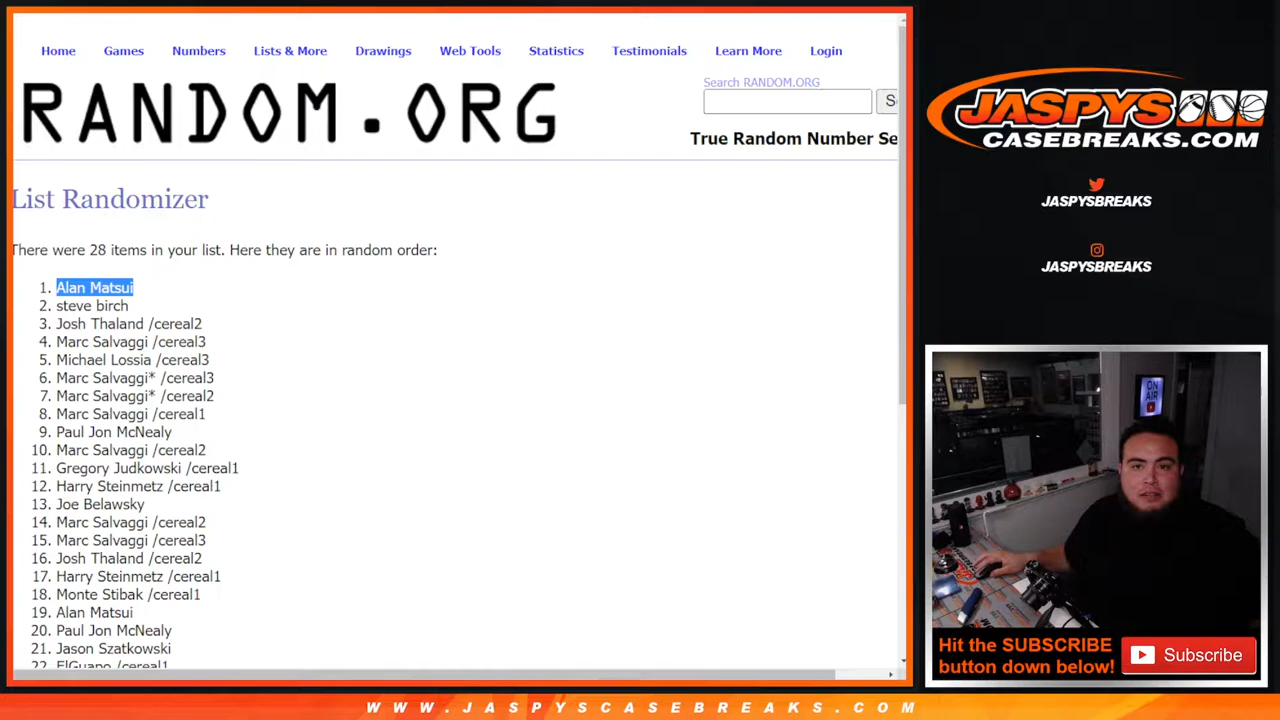 Home Games Numbers Lists & More Drawings Web Tools Statistics Testimonials Learn More Login
RANDOM.ORG
Search RANDOM.ORG
True Random Number Se
List Randomizer
There were 28 items in your list. Here they are in random order:
1. Alan Matsui
2. steve birch
3. Josh Thaland /cereal2
4. Marc Salvaggi /cereal3
5. Michael Lossia /cereal3
6. Marc Salvaggi* /cereal3
7. Marc Salvaggi* /cereal2
8. Marc Salvaggi /cereal1
9. Paul Jon McNealy
10. Marc Salvaggi /cereal2
11. Gregory Judkowski /cereal1
12. Harry Steinmetz /cereal1
13. Joe Belawsky
14. Marc Salvaggi /cereal2
15. Marc Salvaggi /cereal3
16. Josh Thaland /cereal2
17. Harry Steinmetz /cereal1
18. Monte Stibak /cereal1
19. Alan Matsui
20. Paul Jon McNealy
21. Jason Szatkowski
22. ElGuapo /cereal1
JASPYS
CASEBREAKS.COM
JASPYSBREAKS
JASPYSBREAKS
ON
AIR
Hit the SUBSCRIBE
button down below!
Subscribe
WWW.JASPYSCASEBREAKS.COM